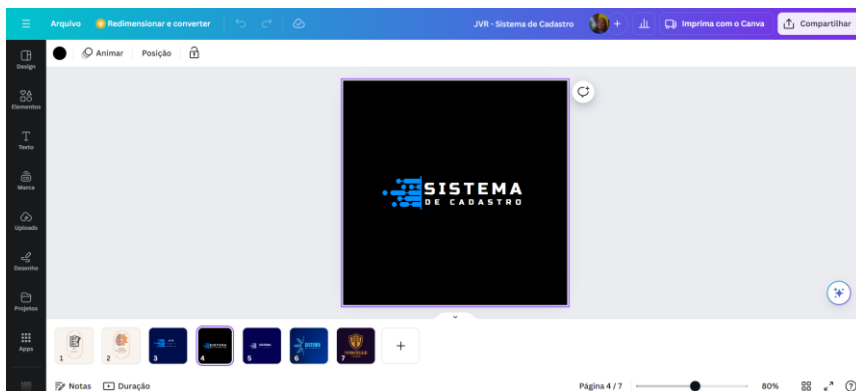 Arquivo
Redimensionar e converter
JVR - Sistema de Cadastro
Imprima com o Canva
Compartilhar
Animar
Posição
Design
Elementos
Texto
Marca
Uploads
Desenho
Projetos
Apps
SISTEMA
DE CADASTRO
1
2
3
4
5
6
7
Notas
Duração
Página 4 / 7
80%